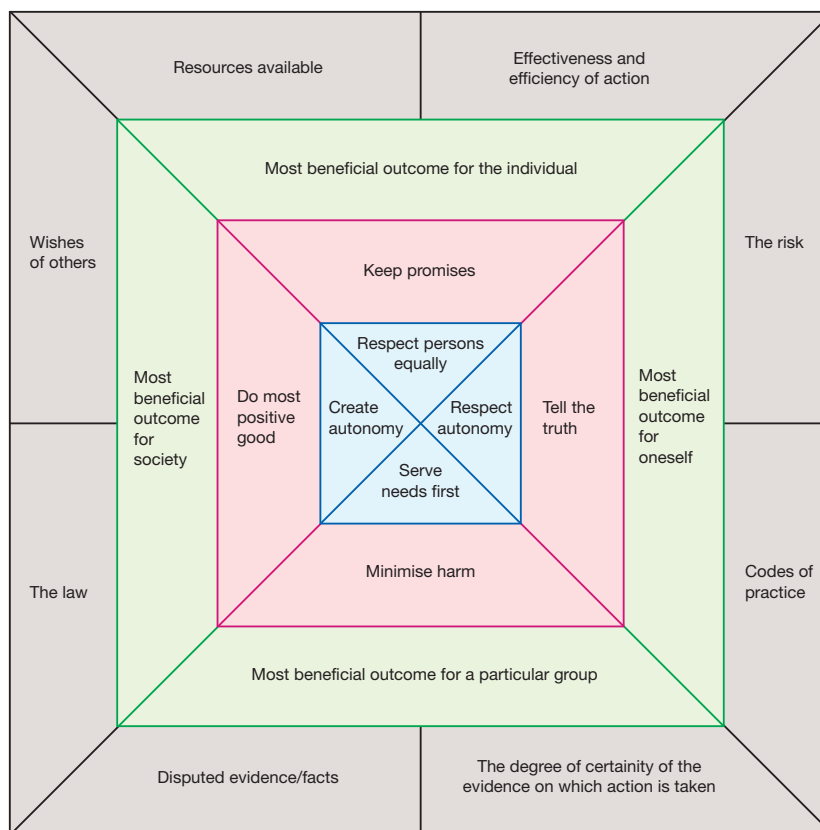 Resources available
Effectiveness and
efficiency of action
Most beneficial outcome for the individual
Wishes
of others
The risk
Keep promises
Respect persons
equally
Most
beneficial
outcome
for
society
Do most
positive
good
Create
autonomy
Respect
autonomy
Tell the
truth
Most
beneficial
outcome
for
oneself
Serve
needs first
Minimise harm
The law
Codes of
practice
Most beneficial outcome for a particular group
Disputed evidence/facts
The degree of certainity of the
evidence on which action is taken